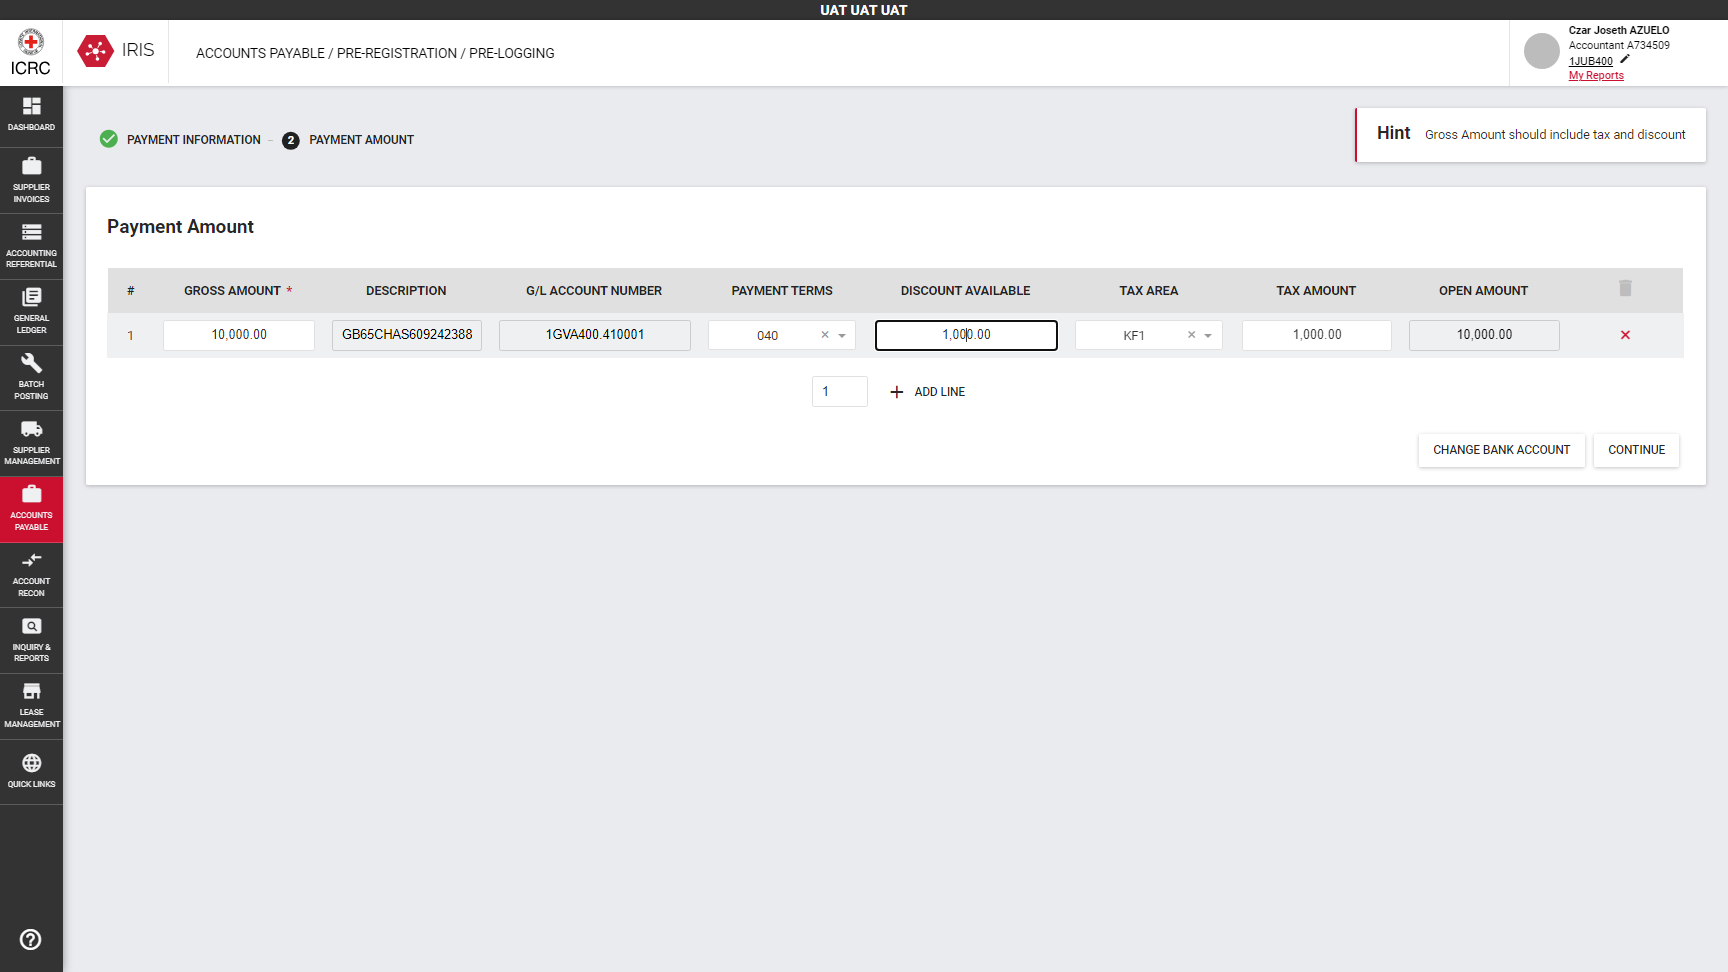 UAT UAT UAT
ICRC
IRIS
ACCOUNTS PAYABLE / PRE-REGISTRATION / PRE-LOGGING
Czar Joseth AZUELO
Accountant A734509
1JUB400
My Reports
DASHBOARD
SUPPLIER
INVOICES
ACCOUNTING
REFERENTIAL
GENERAL
LEDGER
BATCH
POSTING
SUPPLIER
MANAGEMENT
ACCOUNTS
PAYABLE
ACCOUNT
RECON
INQUIRY &
REPORTS
LEASE
MANAGEMENT
QUICK LINKS
PAYMENT INFORMATION – 2 PAYMENT AMOUNT
Hint Gross Amount should include tax and discount
Payment Amount
# GROSS AMOUNT * DESCRIPTION G/L ACCOUNT NUMBER PAYMENT TERMS DISCOUNT AVAILABLE TAX AREA TAX AMOUNT OPEN AMOUNT
1 10,000.00 GB65CHAS609242388 1GVA400.410001 040 × 1,000.00 KF1 × 1,000.00 10,000.00 ×
1 + ADD LINE
CHANGE BANK ACCOUNT CONTINUE